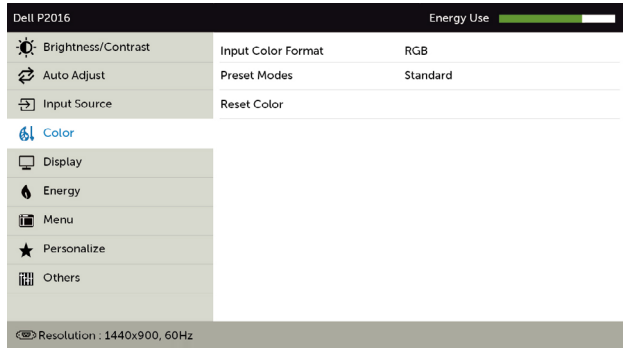 Dell P2016 Energy Use
Brightness/Contrast Input Color Format RGB
Auto Adjust Preset Modes Standard
Input Source Reset Color
Color
Display
Energy
Menu
Personalize
Others
Resolution : 1440x900, 60Hz